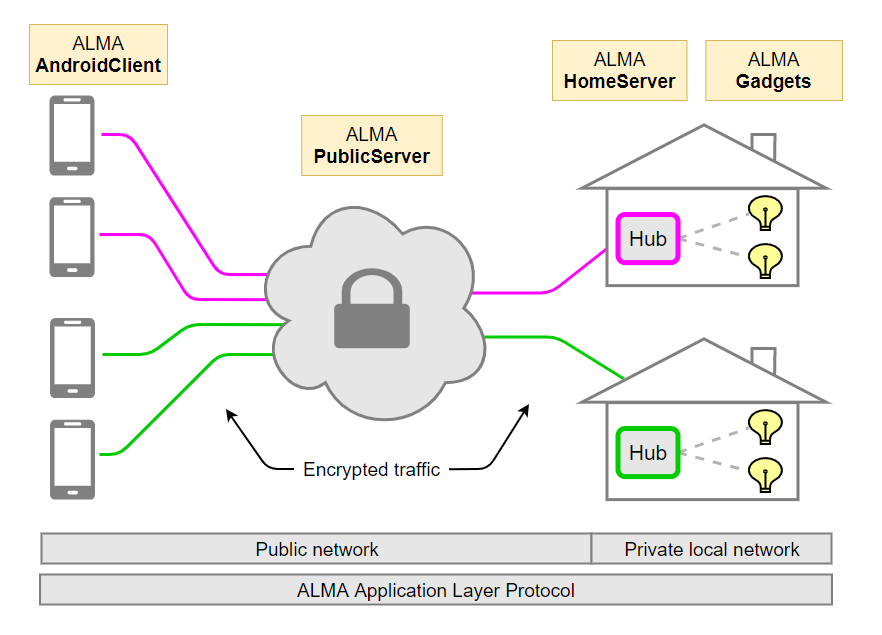 ALMA
AndroidClient
ALMA
PublicServer
ALMA
HomeServer
ALMA
Gadgets
Hub
Hub
Encrypted traffic
Public network
Private local network
ALMA Application Layer Protocol